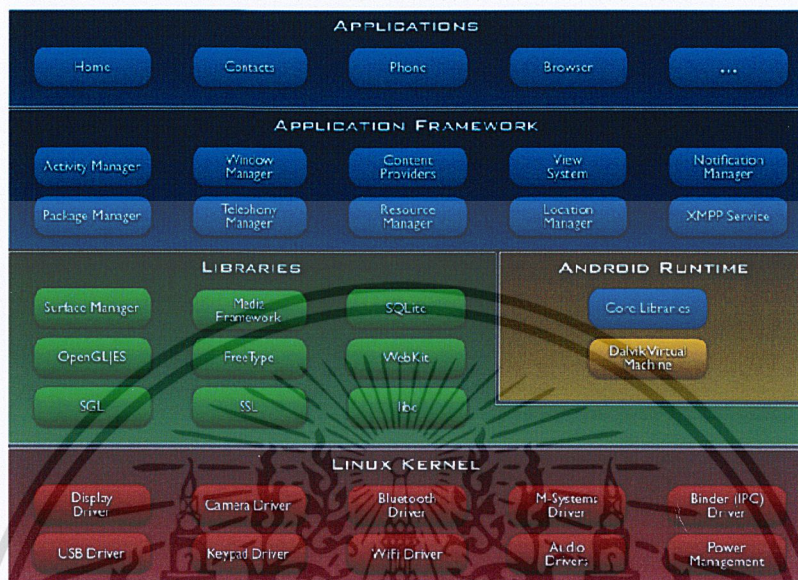 APPLICATIONS
Home Contacts Phone Browser ...
APPLICATION FRAMEWORK
Activity Manager Window Manager Content Providers View System Notification Manager
Package Manager Telephony Manager Resource Manager Location Manager XMPP Service
LIBRARIES
Surface Manager Media Framework SQLite
OpenGL|ES FreeType WebKit
SGL SSL libc
ANDROID RUNTIME
Core Libraries
Dalvik Virtual Machine
LINUX KERNEL
Display Driver Camera Driver Bluetooth Driver M-Systems Driver Binder (IPC) Driver
USB Driver Keypad Driver WiFi Driver Audio Drivers Power Management